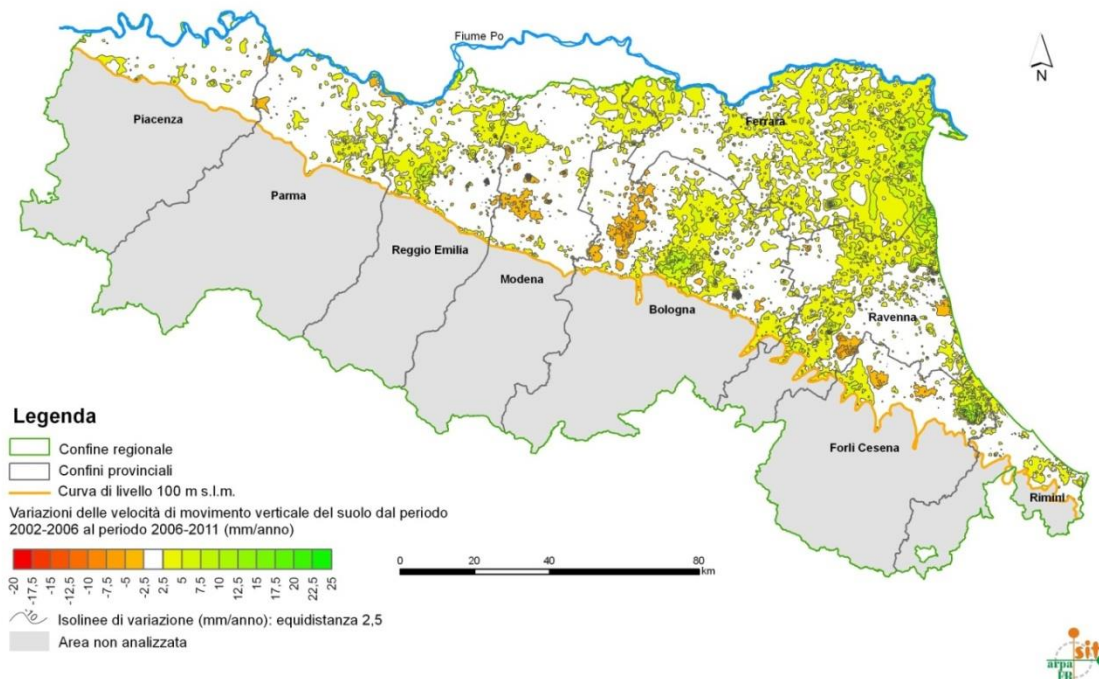 Fiume Po
N
Piacenza
Ferrara
Parma
Reggio Emilia
Modena
Bologna
Ravenna
Forlì Cesena
Rimini
Legenda
Confine regionale
Confini provinciali
Curva di livello 100 m s.l.m.
Variazioni delle velocità di movimento verticale del suolo dal periodo
2002-2006 al periodo 2006-2011 (mm/anno)
-20 -17,5 -15 -12,5 -10 -7,5 -5 -2,5 2,5 5 7,5 10 12,5 15 17,5 20 22,5 25
0 20 40 80
km
-10
Isolinee di variazione (mm/anno): equidistanza 2,5
Area non analizzata
sit
arpa
ER